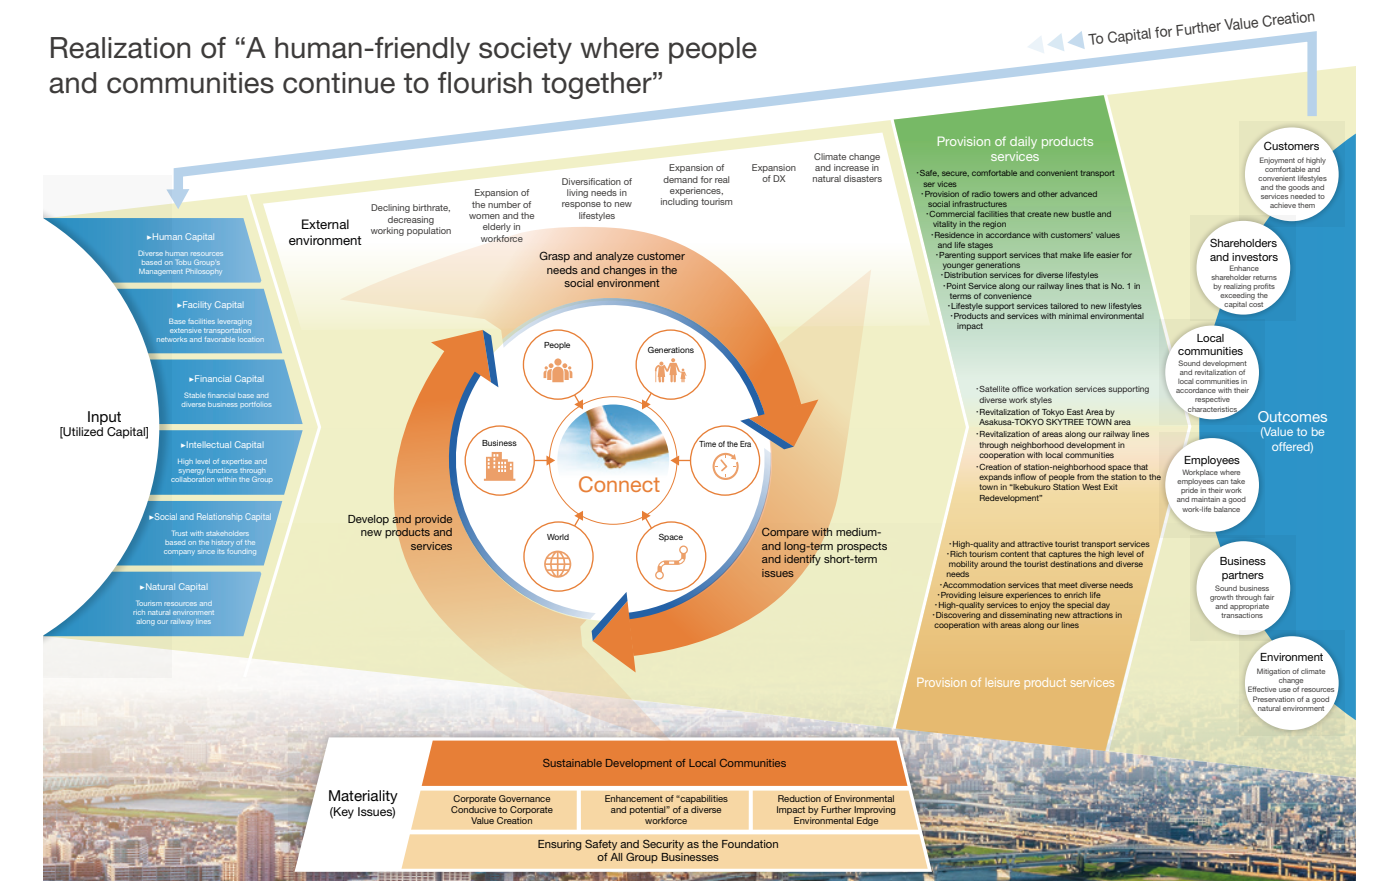 Realization of “A human-friendly society where people
and communities continue to flourish together”
To Capital for Further Value Creation
Input
[Utilized Capital]
▸Human Capital
Diverse human resources
based on Tobu Group's
Management Philosophy
▸Facility Capital
Base facilities leveraging
extensive transportation
networks and favorable location
▸Financial Capital
Stable financial base and
diverse business portfolios
▸Intellectual Capital
High level of expertise and
synergy functions through
collaboration within the Group
▸Social and Relationship Capital
Trust with stakeholders
based on the history of the
company since its founding
▸Natural Capital
Tourism resources and
rich natural environment
along our railway lines
External
environment
Declining birthrate,
decreasing
working population
Expansion of
the number of
women and the
elderly in
workforce
Diversification of
living needs in
response to new
lifestyles
Expansion of
demand for real
experiences,
including tourism
Expansion
of DX
Climate change
and increase in
natural disasters
Grasp and analyze customer
needs and changes in the
social environment
Compare with medium-
and long-term prospects
and identify short-term
issues
Develop and provide
new products and
services
People
Generations
Business
Time of the Era
World
Space
Connect
Provision of daily products
services
・Safe, secure, comfortable and convenient transport
ser vices
・Provision of radio towers and other advanced
social infrastructures
・Commercial facilities that create new bustle and
vitality in the region
・Residence in accordance with customers' values
and life stages
・Parenting support services that make life easier for
younger generations
・Distribution services for diverse lifestyles
・Point Service along our railway lines that is No. 1 in
terms of convenience
・Lifestyle support services tailored to new lifestyles
・Products and services with minimal environmental
impact
・Satellite office workation services supporting
diverse work styles
・Revitalization of Tokyo East Area by
Asakusa-TOKYO SKYTREE TOWN area
・Revitalization of areas along our railway lines
through neighborhood development in
cooperation with local communities
・Creation of station-neighborhood space that
expands inflow of people from the station to the
town in “Ikebukuro Station West Exit
Redevelopment”
・High-quality and attractive tourist transport services
・Rich tourism content that captures the high level of
mobility around the tourist destinations and diverse
needs
・Accommodation services that meet diverse needs
・Providing leisure experiences to enrich life
・High-quality services to enjoy the special day
・Discovering and disseminating new attractions in
cooperation with areas along our lines
Provision of leisure product services
Customers
Enjoyment of highly
comfortable and
convenient lifestyles
and the goods and
services needed to
achieve them
Shareholders
and investors
Enhance
shareholder returns
by realizing profits
exceeding the
capital cost
Local
communities
Sound development
and revitalization of
local communities in
accordance with their
respective
characteristics
Employees
Workplace where
employees can take
pride in their work
and maintain a good
work-life balance
Business
partners
Sound business
growth through fair
and appropriate
transactions
Environment
Mitigation of climate
change
Effective use of resources
Preservation of a good
natural environment
Outcomes
(Value to be
offered)
Materiality
(Key Issues)
Sustainable Development of Local Communities
Corporate Governance
Conducive to Corporate
Value Creation
Enhancement of “capabilities
and potential” of a diverse
workforce
Reduction of Environmental
Impact by Further Improving
Environmental Edge
Ensuring Safety and Security as the Foundation
of All Group Businesses